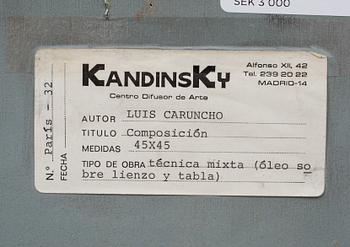 SEK 3 000
KANDINSKY
Centro Difusor de Arte
Alfonso XII, 42
Tel. 239 20 22
MADRID-14
AUTOR LUIS CARUNCHO
TITULO Composición
MEDIDAS 45X45
TIPO DE OBRA técnica mixta (óleo so
bre lienzo y tabla)
N.º París - 32
FECHA